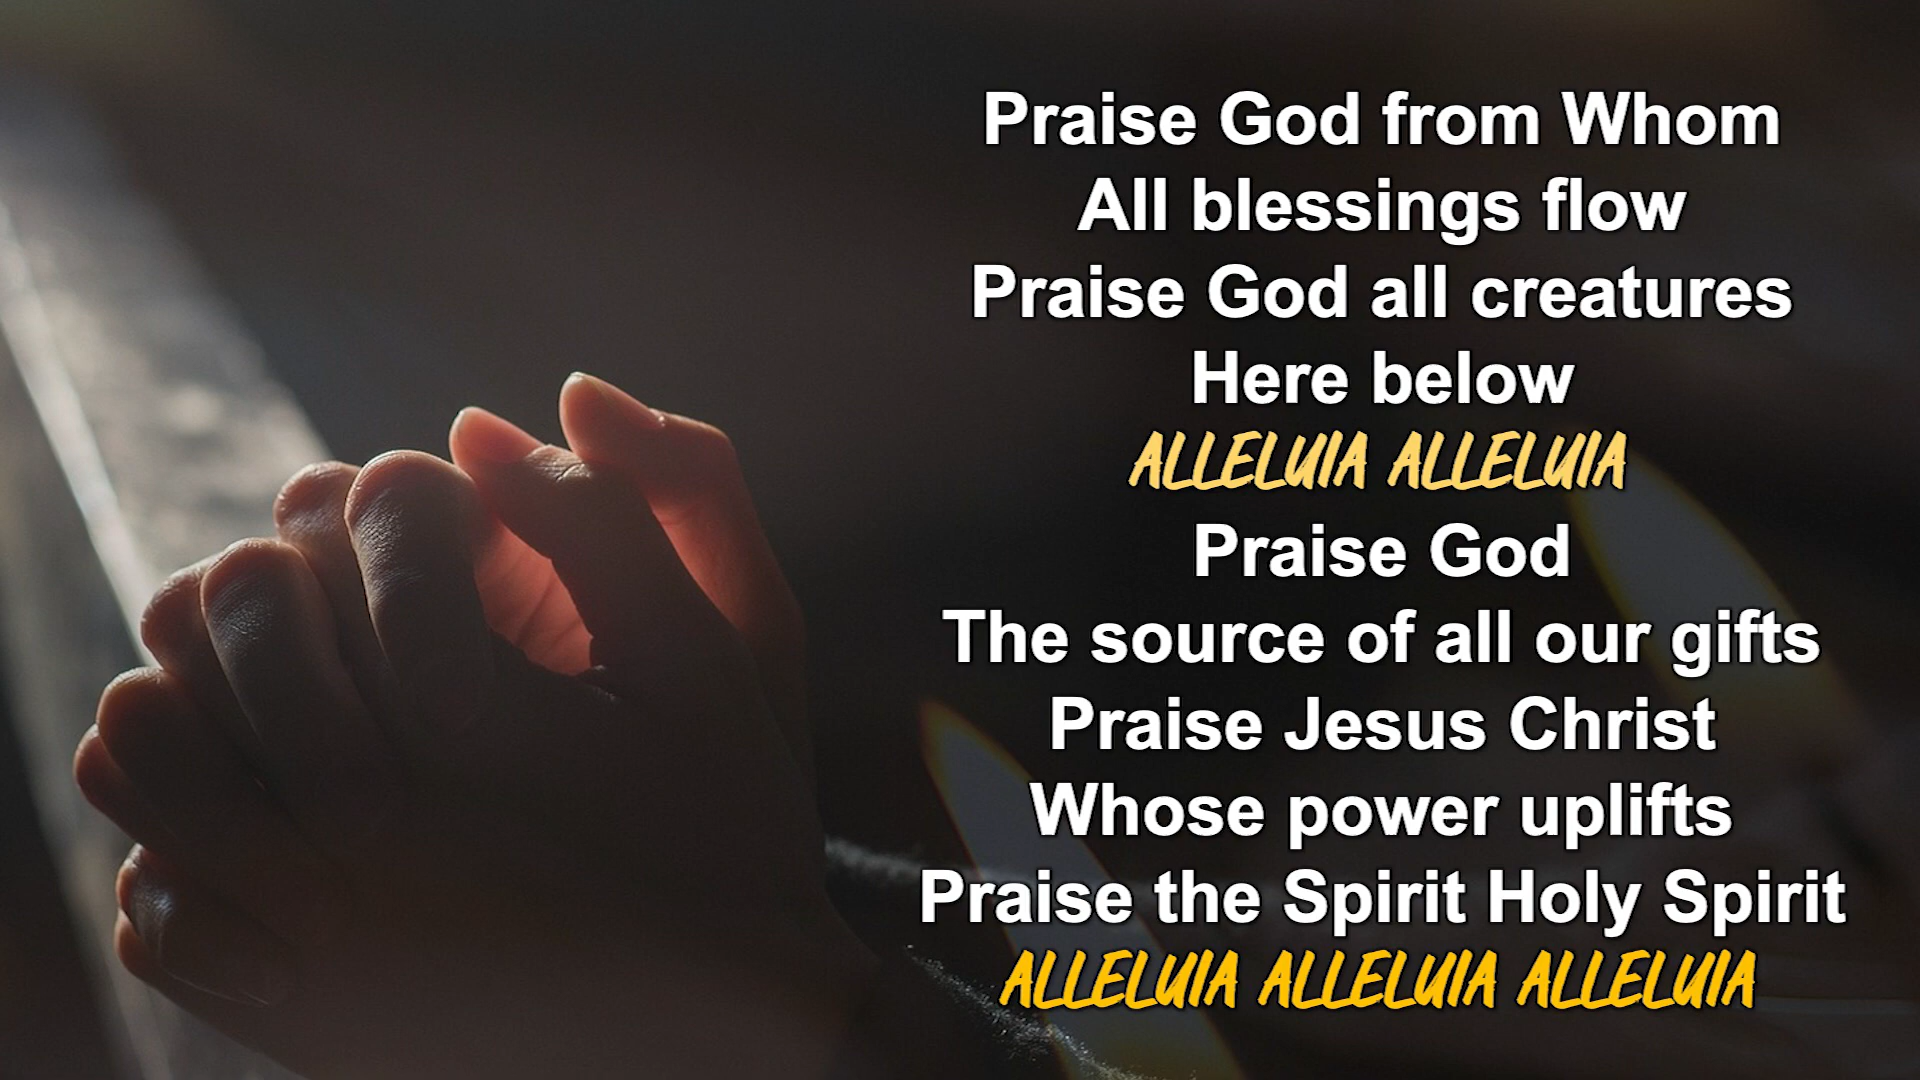 Praise God from Whom
All blessings flow
Praise God all creatures
Here below
ALLELUIA ALLELUIA
Praise God
The source of all our gifts
Praise Jesus Christ
Whose power uplifts
Praise the Spirit Holy Spirit
ALLELUIA ALLELUIA ALLELUIA